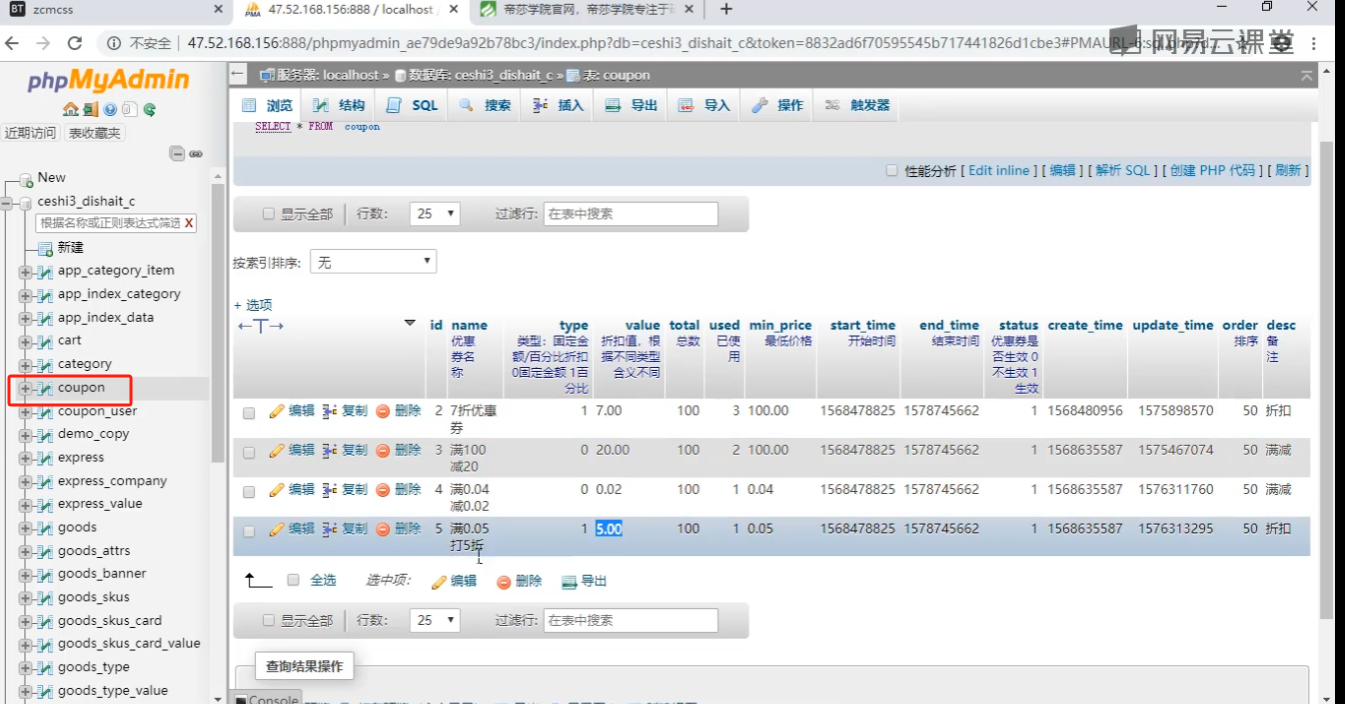 zcmcss
47.52.168.156:888 / localhost
帝莎学院官网，帝莎学院专注于
不安全 | 47.52.168.156:888/phpmyadmin_ae79de9a92b78bc3/index.php?db=ceshi3_dishait_c&token=8832ad6f70595545b717441826d1cbe3#PMAURL-6:sql.php?d...
网易云课堂
phpMyAdmin
近期访问 表收藏夹
New
ceshi3_dishait_c
根据名称或正则表达式筛选 X
新建
app_category_item
app_index_category
app_index_data
cart
category
coupon
coupon_user
demo_copy
express
express_company
express_value
goods
goods_attrs
goods_banner
goods_skus
goods_skus_card
goods_skus_card_value
goods_type
goods_type_value
服务器: localhost » 数据库: ceshi3_dishait_c » 表: coupon
浏览 结构 SQL 搜索 插入 导出 导入 操作 触发器
SELECT * FROM coupon
性能分析 [ Edit inline ] [ 编辑 ] [ 解析 SQL ] [ 创建 PHP 代码 ] [ 刷新 ]
显示全部 行数: 25 过滤行: 在表中搜索
按索引排序: 无
+ 选项
←T→ id name type value total used min_price start_time end_time status create_time update_time order desc
优惠 类型：固定金 折扣值，根 总数 已使 最低价格 开始时间 结束时间 优惠券是 排序 备
券名 额/百分比折扣 据不同类型 用 否生效 0 注
称 0固定金额 1百 含义不同 不生效 1
分比 生效
编辑 复制 删除 2 7折优惠 1 7.00 100 3 100.00 1568478825 1578745662 1 1568480956 1575898570 50 折扣
券
编辑 复制 删除 3 满100 0 20.00 100 2 100.00 1568478825 1578745662 1 1568635587 1575467074 50 满减
减20
编辑 复制 删除 4 满0.04 0 0.02 100 1 0.04 1568478825 1578745662 1 1568635587 1576311760 50 满减
减0.02
编辑 复制 删除 5 满0.05 1 5.00 100 1 0.05 1568478825 1578745662 1 1568635587 1576313295 50 折扣
打5折
全选 选中项: 编辑 删除 导出
显示全部 行数: 25 过滤行: 在表中搜索
查询结果操作
Console